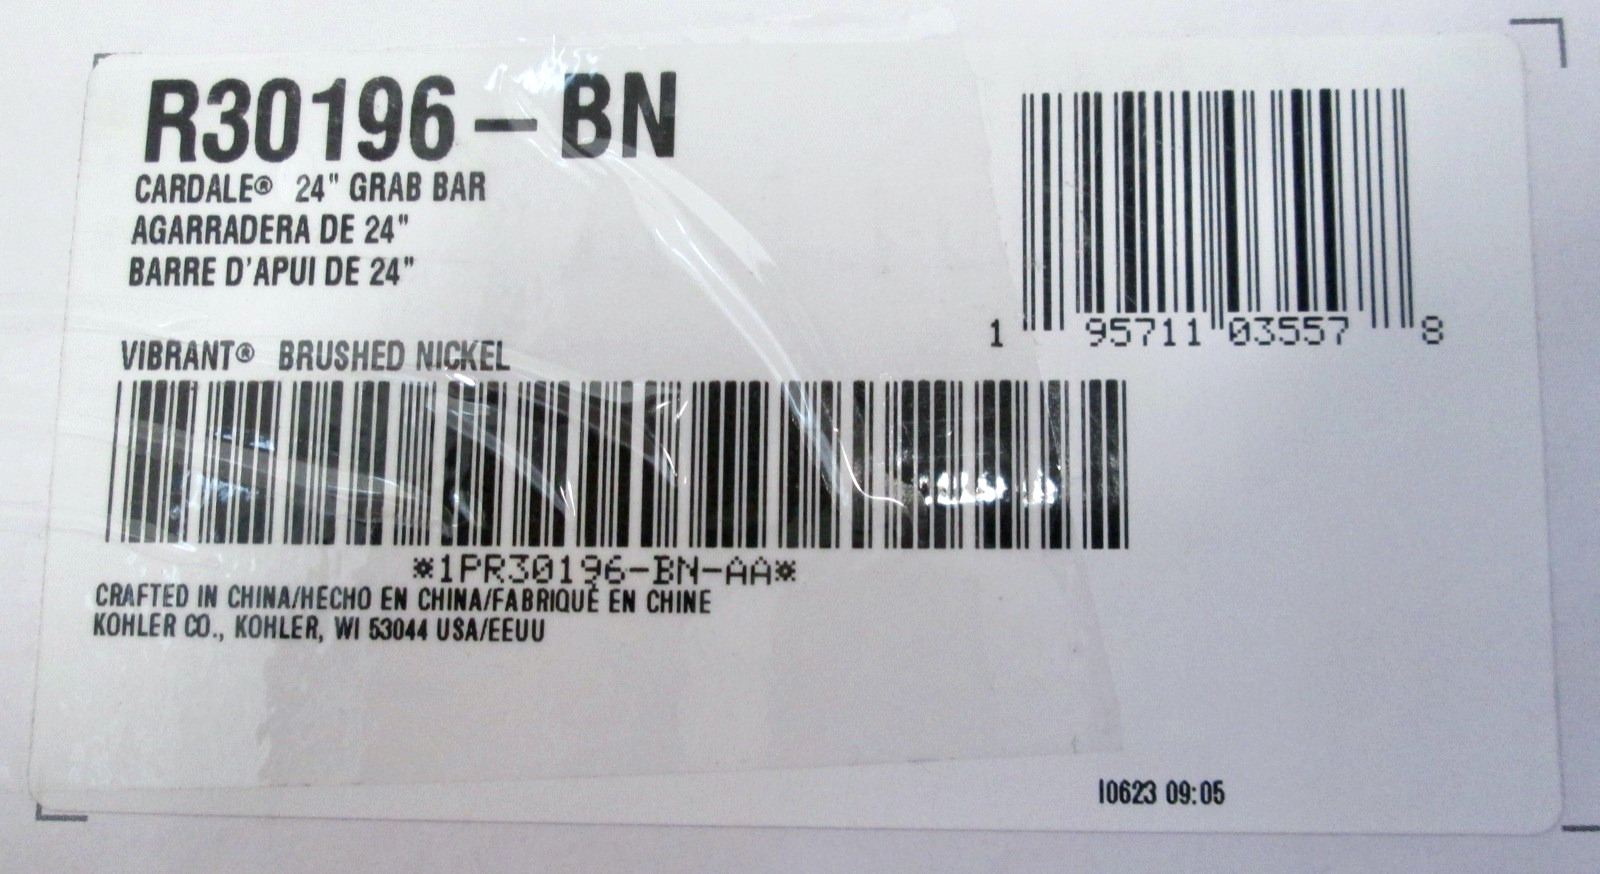 R30196-BN
CARDALE® 24" GRAB BAR
AGARRADERA DE 24"
BARRE D'APUI DE 24"
VIBRANT® BRUSHED NICKEL
1 95711 03557 8
*1PR30196-BN-AA*
CRAFTED IN CHINA/HECHO EN CHINA/FABRIQUÉ EN CHINE
KOHLER CO., KOHLER, WI 53044 USA/EEUU
I0623 09:05